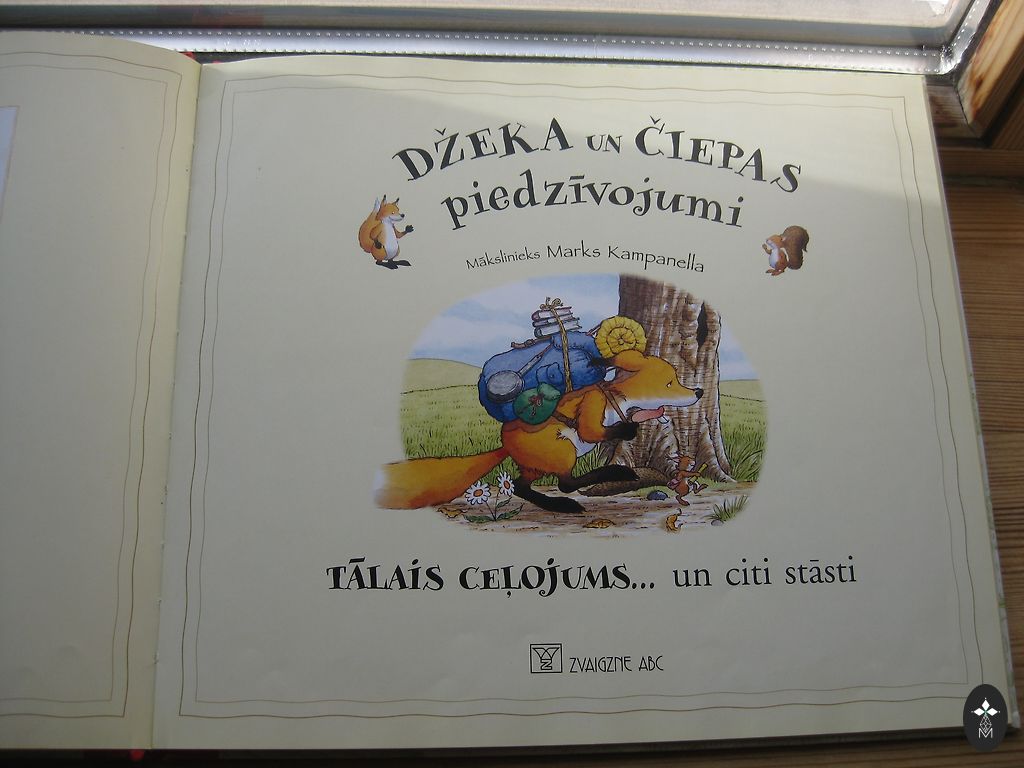 DŽEKA UN ČIEPAS
piedzīvojumi
Mākslinieks Marks Kampanella
TĀLAIS CEĻOJUMS... un citi stāsti
ZVAIGZNE ABC